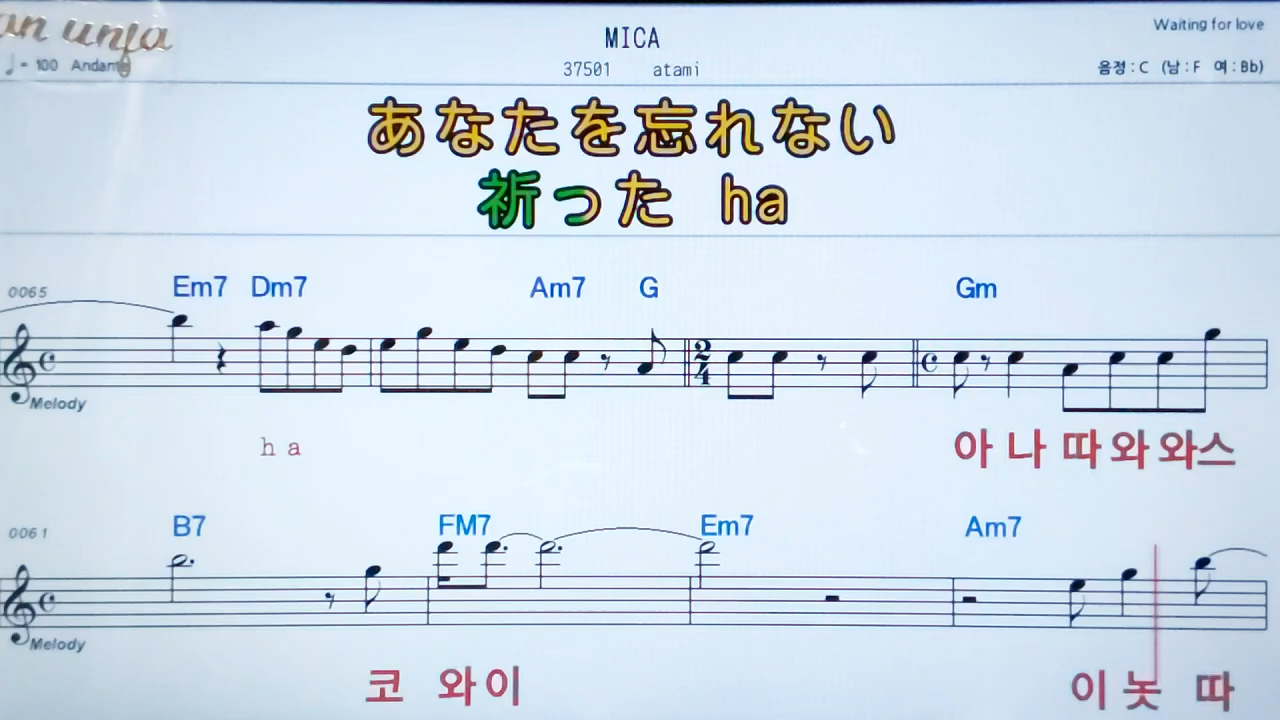 MICA
Waiting for love
♩= 100 Andante
37501 atami
음정 : C (남 : F 여 : Bb)
あなたを忘れない
祈った ha
Em7 Dm7 Am7 G Gm
0065
2
4
Melody
ha
아 나 따 와 와 스
B7 FM7 Em7 Am7
0061
Melody
코 와 이 이 놋 따